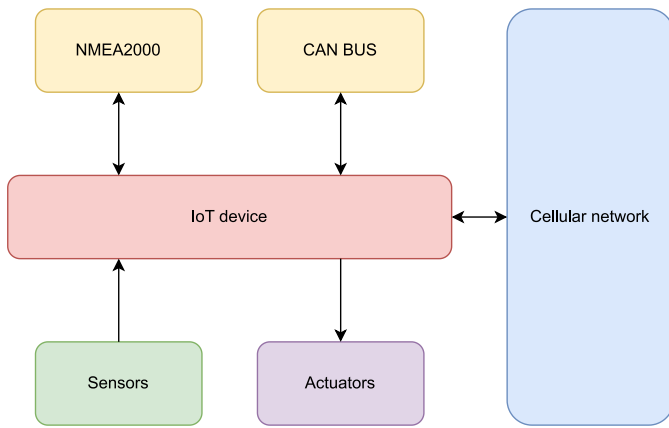 NMEA2000
CAN BUS
IoT device
Cellular network
Sensors
Actuators